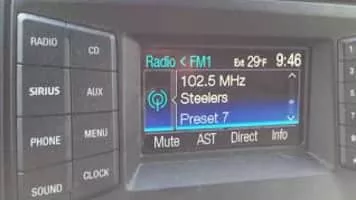 RADIO
CD
SIRIUS
AUX
PHONE
MENU
SOUND
CLOCK
Radio < FM1 Ext 29°F 9:46
102.5 MHz
Steelers
Preset 7
Mute AST Direct Info